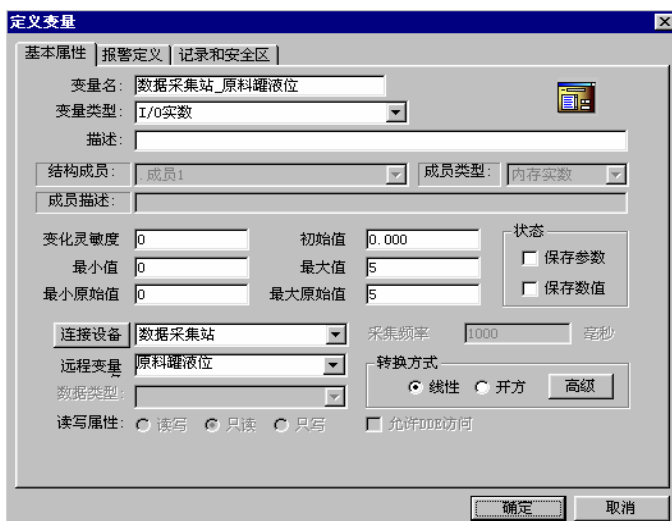 定义变量
基本属性 报警定义 记录和安全区
变量名: 数据采集站_原料罐液位
变量类型: I/O实数
描述:
结构成员: .成员1 成员类型: 内存实数
成员描述:
变化灵敏度 0 初始值 0.000 状态
最小值 0 最大值 5 保存参数
最小原始值 0 最大原始值 5 保存数值
连接设备 数据采集站 采集频率 1000 毫秒
远程变量 原料罐液位 转换方式
数据类型: 线性 开方 高级
读写属性: 读写 只读 只写 允许DDE访问
确定 取消